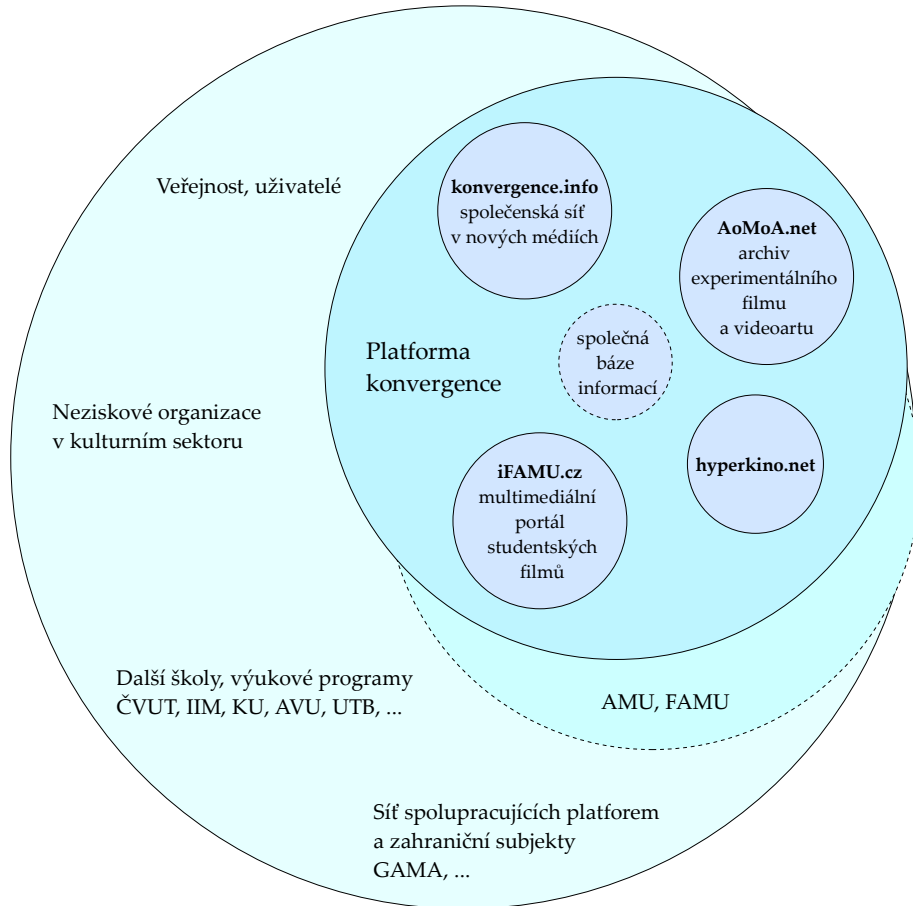 Veřejnost, uživatelé
konvergence.info
společenská síť
v nových médiích
AoMoA.net
archiv
experimentálního
filmu
a videoartu
Platforma
konvergence
společná
báze
informací
Neziskové organizace
v kulturním sektoru
iFAMU.cz
multimediální
portál
studentských
filmů
hyperkino.net
Další školy, výukové programy
ČVUT, IIM, KU, AVU, UTB, ...
AMU, FAMU
Síť spolupracujících platforem
a zahraniční subjekty
GAMA, ...